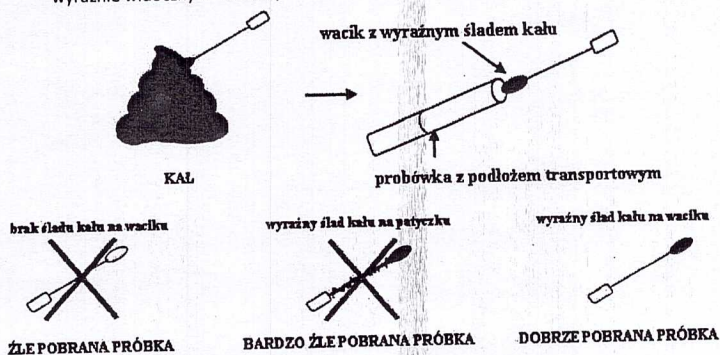 wacik z wyraźnym śladem kału
KAŁ
probówka z podłożem transportowym
brak śladu kału na waciku
wyraźny ślad kału na patyczku
wyraźny ślad kału na waciku
ŹLE POBRANA PRÓBKA
BARDZO ŹLE POBRANA PRÓBKA
DOBRZE POBRANA PRÓBKA